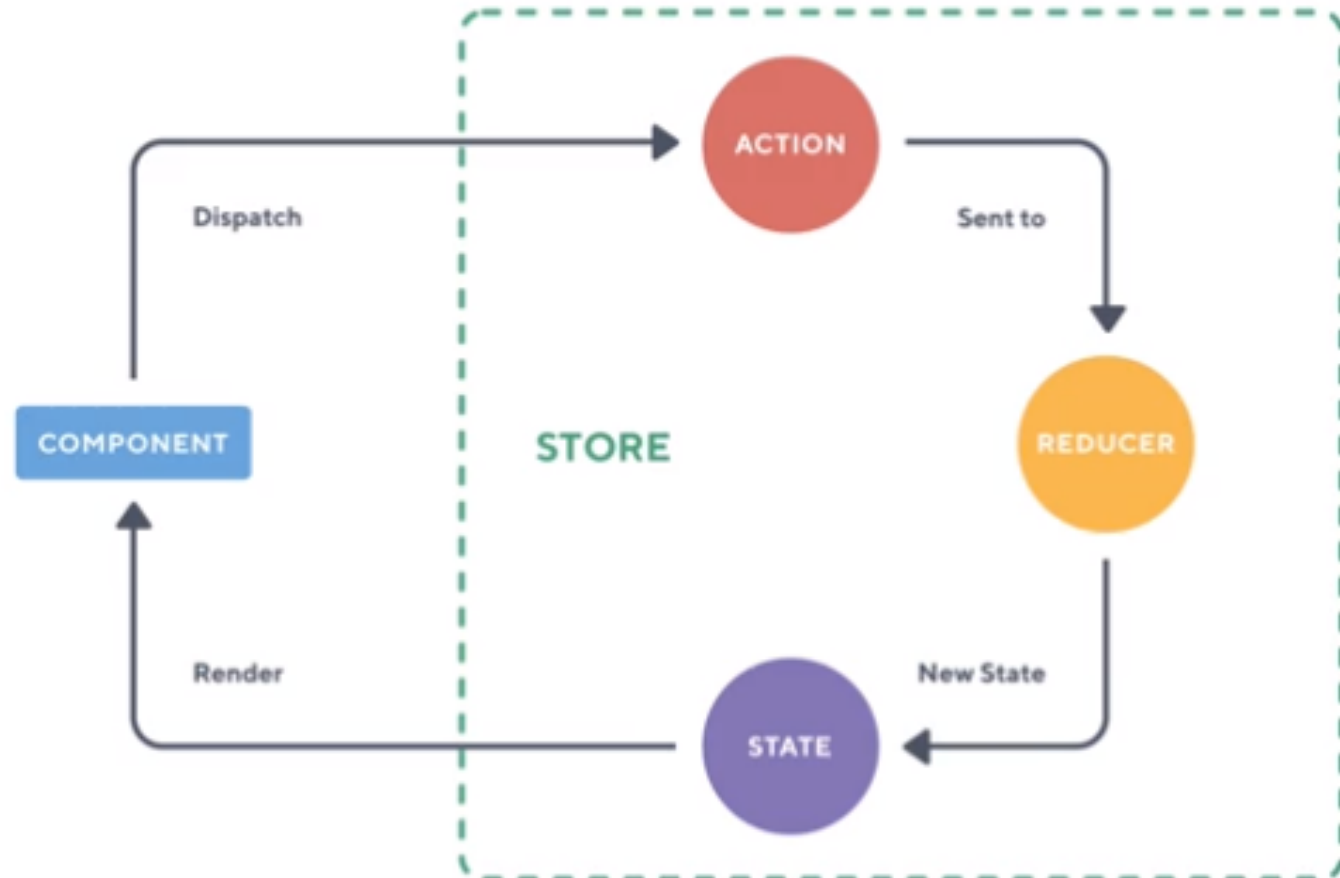 ACTION
Dispatch
Sent to
COMPONENT
STORE
REDUCER
Render
New State
STATE